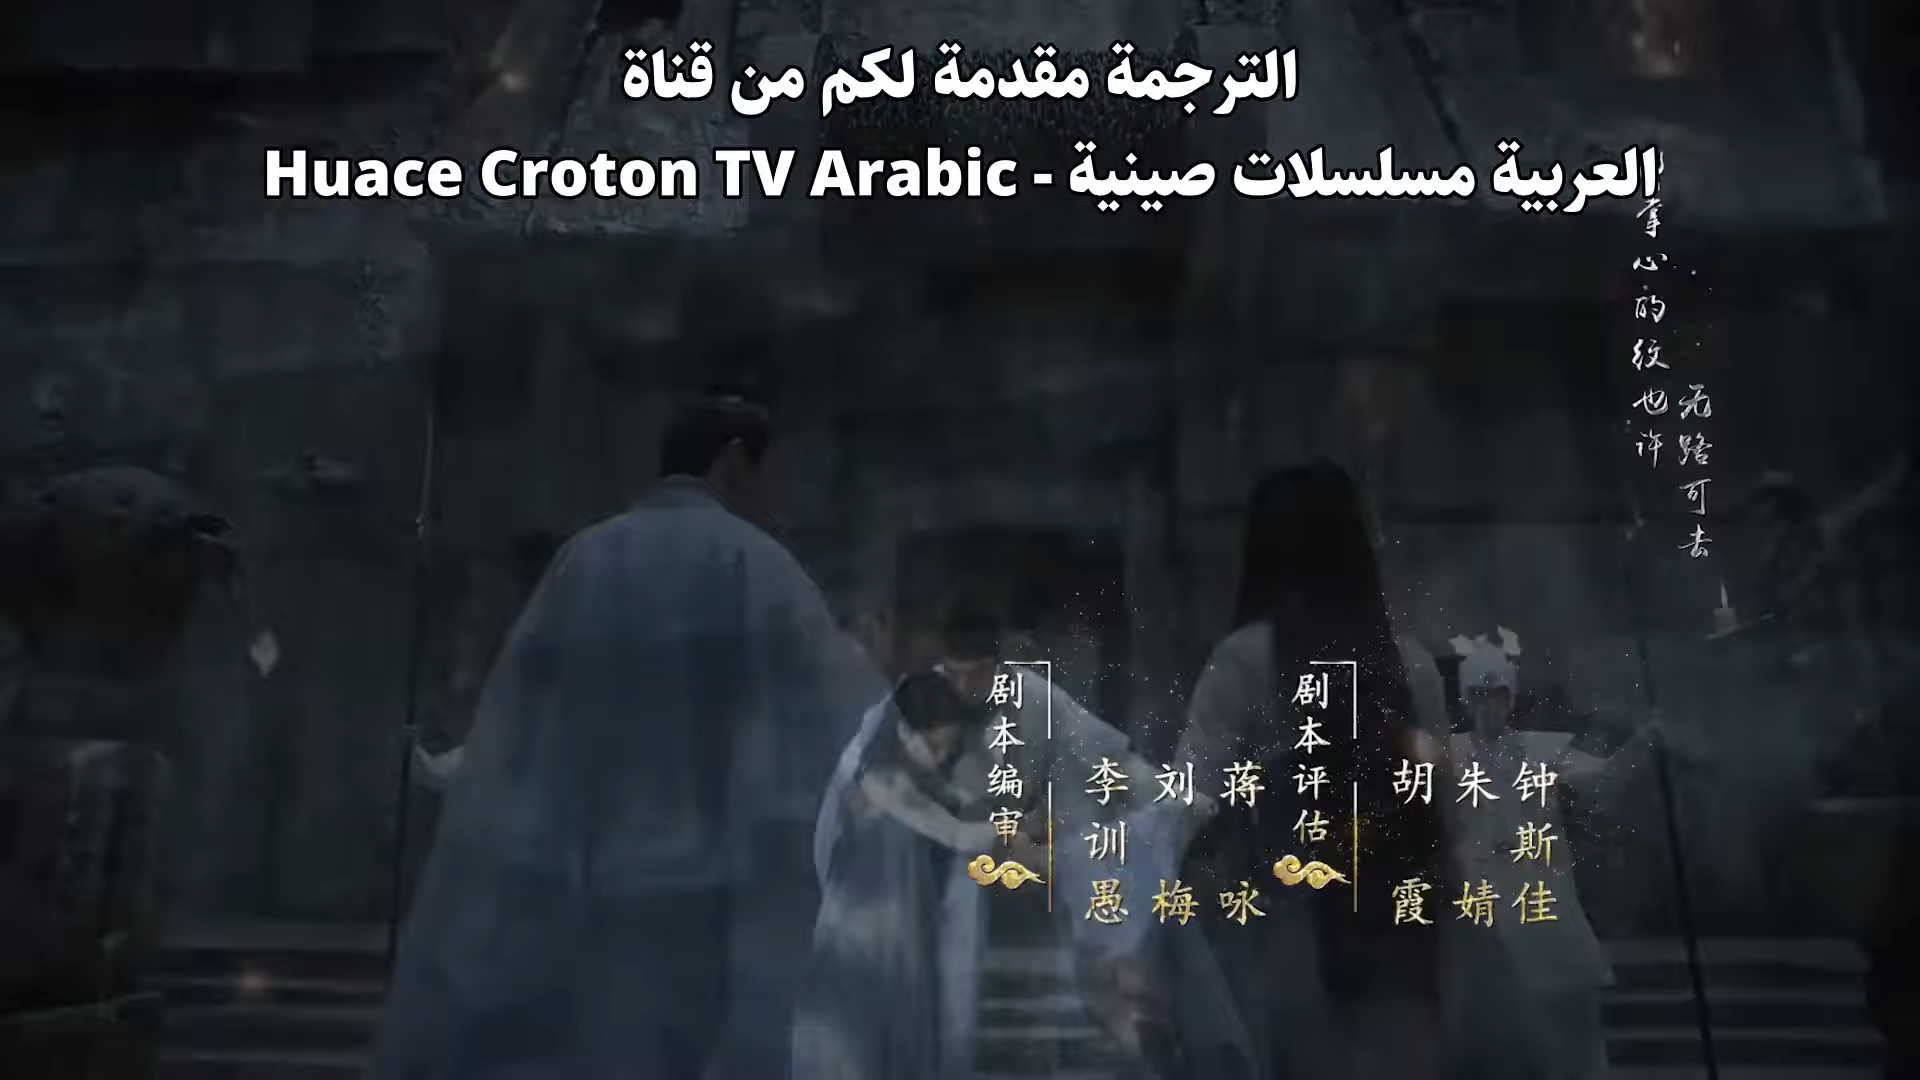 الترجمة مقدمة لكم من قناة
العربية مسلسلات صينية - Huace Croton TV Arabic
掌心的纹也许
无路可去
剧本编审
李训愚
刘梅
蒋咏
剧本评估
胡霞
朱婧
钟斯佳